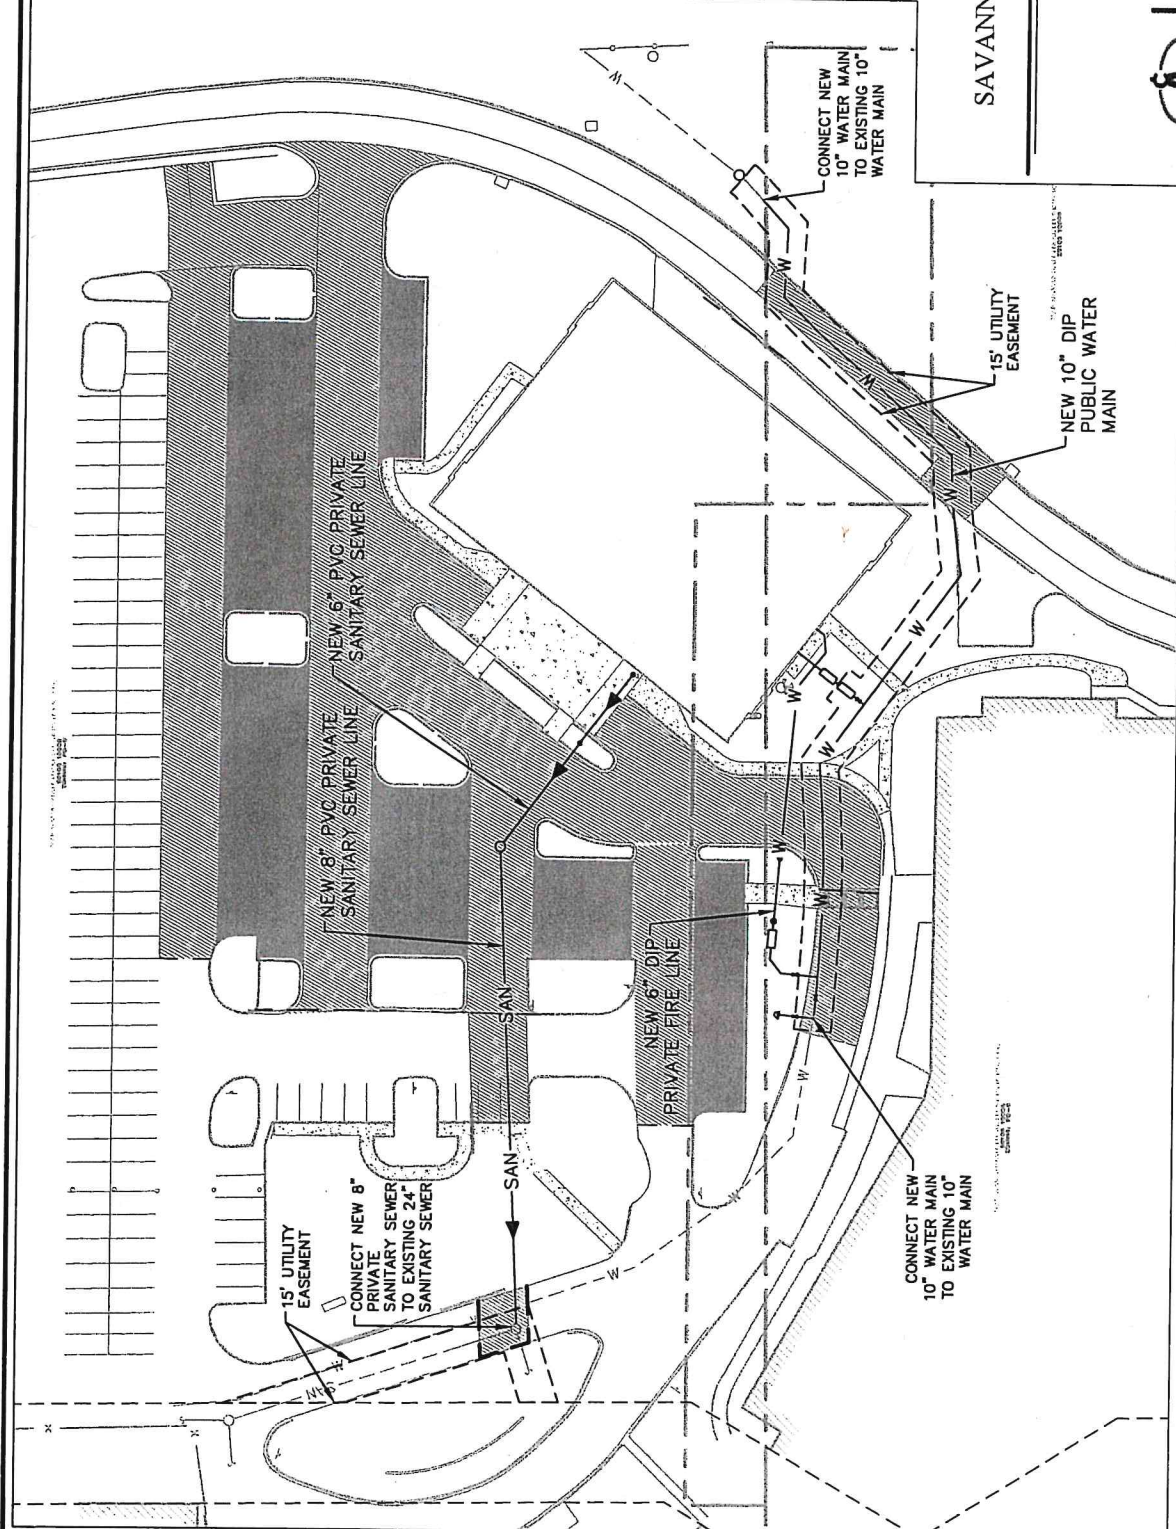 SAVANN
CONNECT NEW
10" WATER MAIN
TO EXISTING 10"
WATER MAIN
15' UTILITY
EASEMENT
NEW 10" DIP
PUBLIC WATER
MAIN
NEW 6" PVC PRIVATE
SANITARY SEWER LINE
NEW 8" PVC PRIVATE
SANITARY SEWER LINE
NEW 6" DIP
PRIVATE FIRE LINE
15' UTILITY
EASEMENT
CONNECT NEW 8"
PRIVATE
SANITARY SEWER
TO EXISTING 24"
SANITARY SEWER
CONNECT NEW
10" WATER MAIN
TO EXISTING 10"
WATER MAIN
SAN
SAN
SAN
W
W
W
W
W
W
W
W
W
W
W
W
W